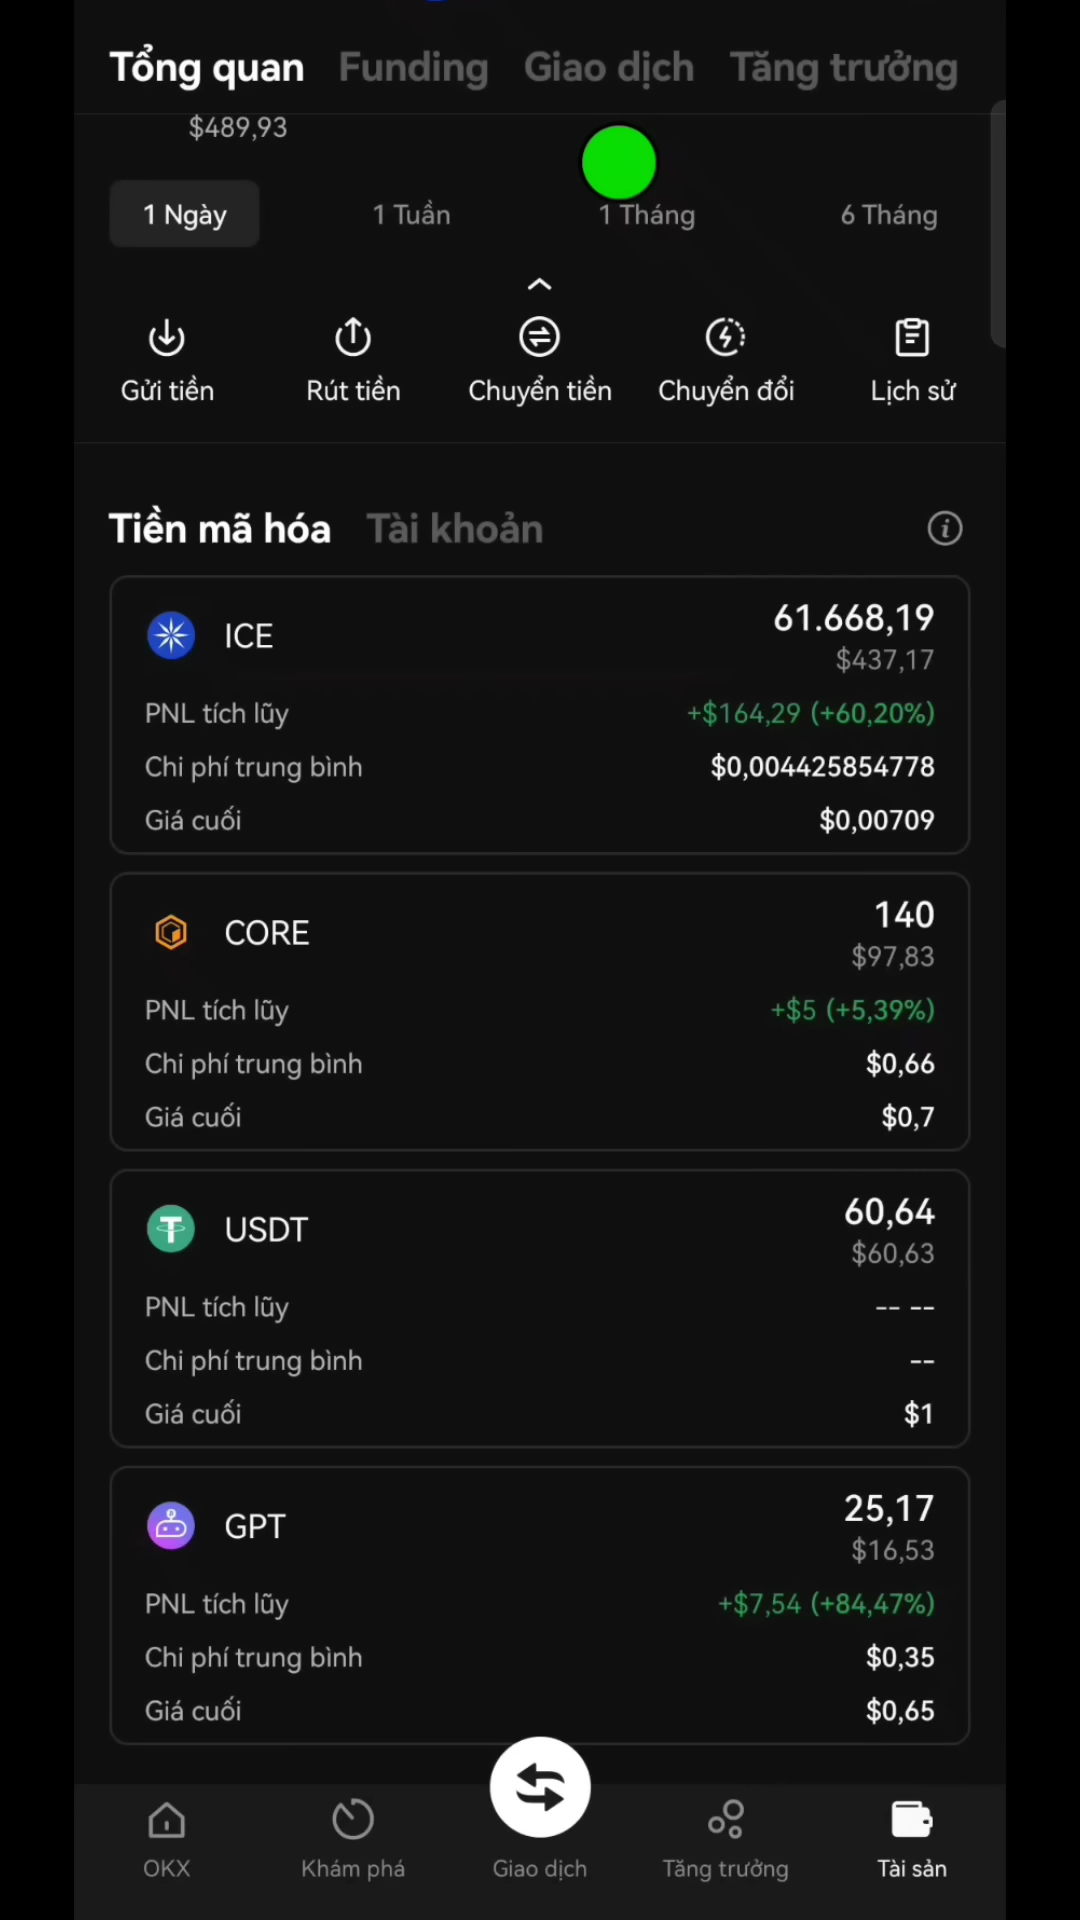 Tổng quan Funding Giao dịch Tăng trưởng
$489,93
1 Ngày 1 Tuần 1 Tháng 6 Tháng
Gửi tiền Rút tiền Chuyển tiền Chuyển đổi Lịch sử
Tiền mã hóa Tài khoản
ICE 61.668,19
$437,17
PNL tích lũy +$164,29 (+60,20%)
Chi phí trung bình $0,004425854778
Giá cuối $0,00709
CORE 140
$97,83
PNL tích lũy +$5 (+5,39%)
Chi phí trung bình $0,66
Giá cuối $0,7
USDT 60,64
$60,63
PNL tích lũy -- --
Chi phí trung bình --
Giá cuối $1
GPT 25,17
$16,53
PNL tích lũy +$7,54 (+84,47%)
Chi phí trung bình $0,35
Giá cuối $0,65
OKX Khám phá Giao dịch Tăng trưởng Tài sản